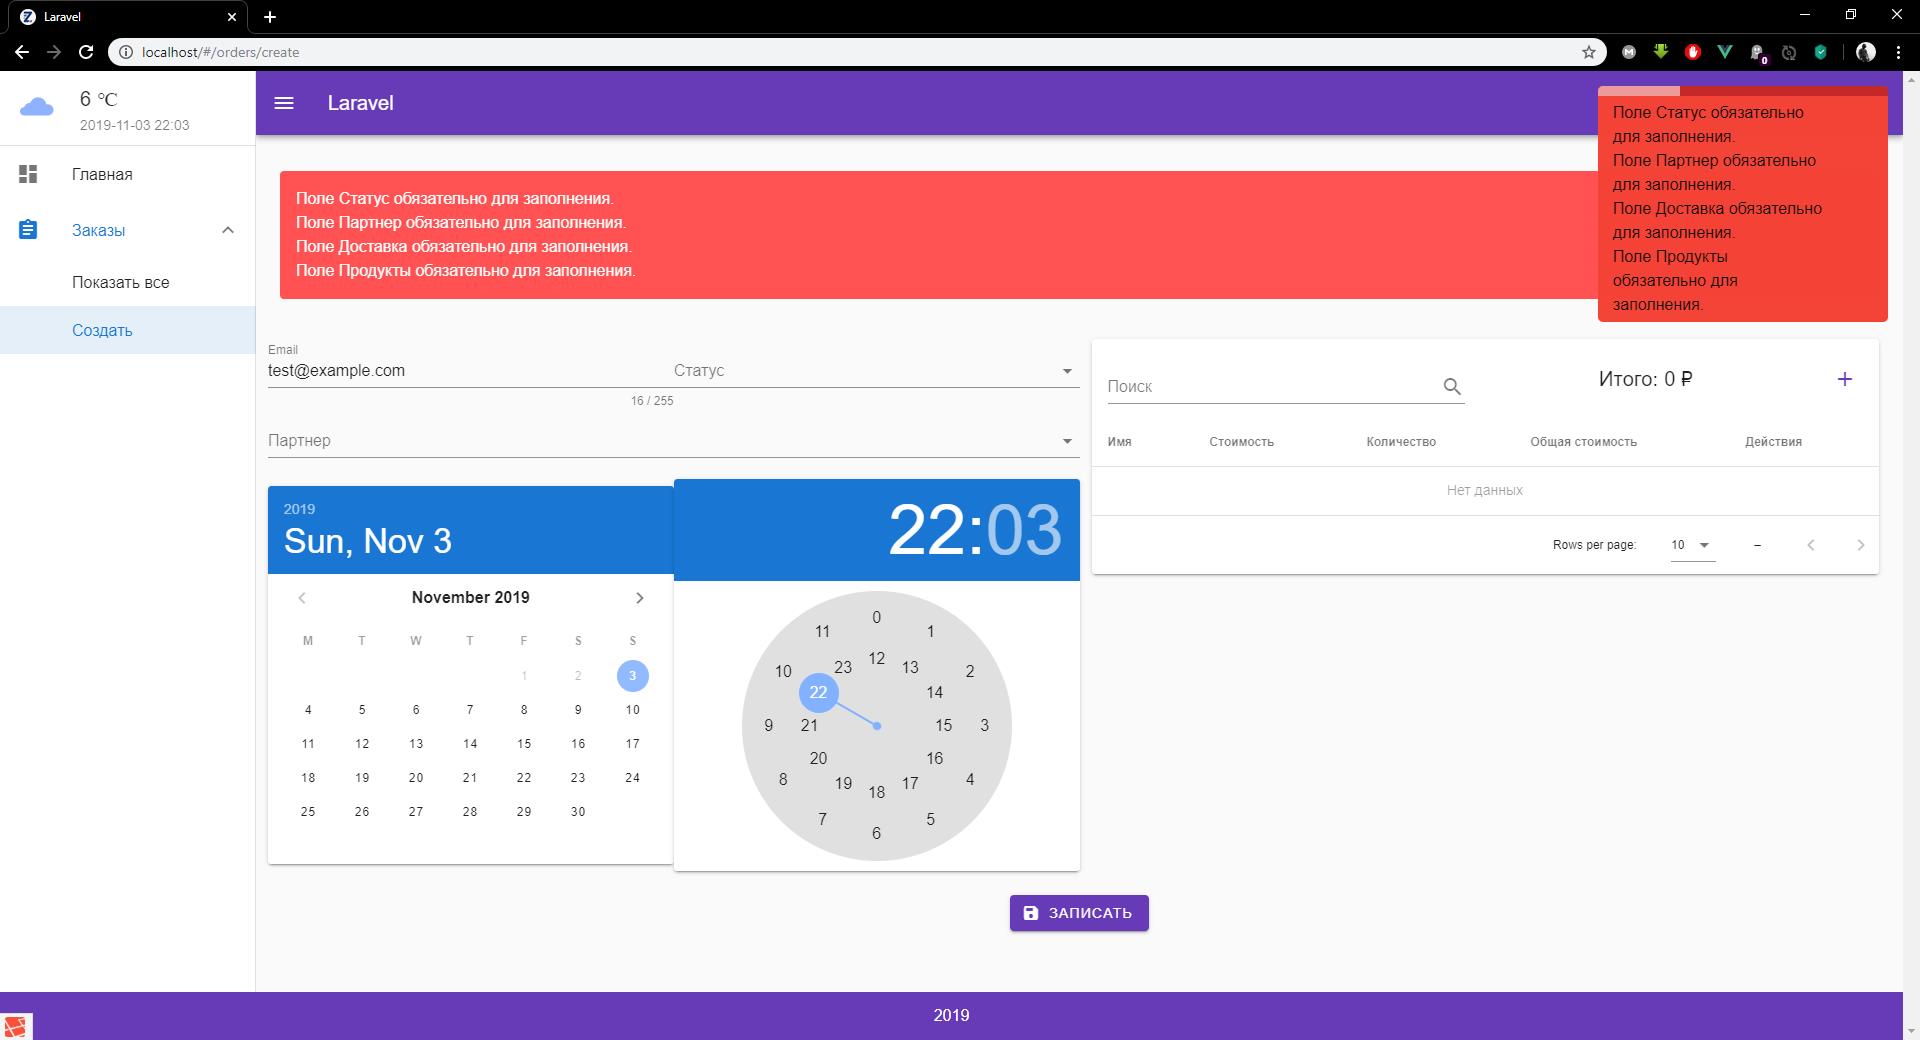 Laravel
localhost/#/orders/create
0
6 °C
2019-11-03 22:03
Главная
Заказы
Показать все
Создать
Laravel
Поле Статус обязательно
для заполнения.
Поле Партнер обязательно
для заполнения.
Поле Доставка обязательно
для заполнения.
Поле Продукты
обязательно для
заполнения.
Поле Статус обязательно для заполнения.
Поле Партнер обязательно для заполнения.
Поле Доставка обязательно для заполнения.
Поле Продукты обязательно для заполнения.
Email
test@example.com
16 / 255
Статус
Партнер
2019
Sun, Nov 3
November 2019
M T W T F S S
1 2 3
4 5 6 7 8 9 10
11 12 13 14 15 16 17
18 19 20 21 22 23 24
25 26 27 28 29 30
22:03
0
11 1
12
23 13
10 2
22 14
9 21 15 3
20 16
8 4
19 17
18
7 5
6
Поиск
Итого: 0 ₽
Имя Стоимость Количество Общая стоимость Действия
Нет данных
Rows per page: 10 –
ЗАПИСАТЬ
2019